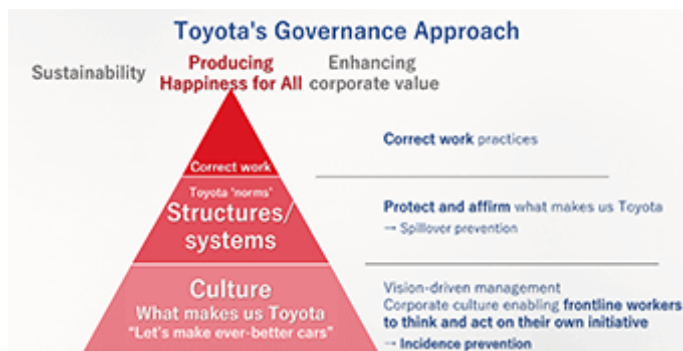 Toyota's Governance Approach
Sustainability
Producing
Happiness for All
Enhancing
corporate value
Correct work
Correct work practices
Toyota 'norms'
Structures/
systems
Protect and affirm what makes us Toyota
→ Spillover prevention
Culture
What makes us Toyota
"Let's make ever-better cars"
Vision-driven management
Corporate culture enabling frontline workers
to think and act on their own initiative
→ Incidence prevention